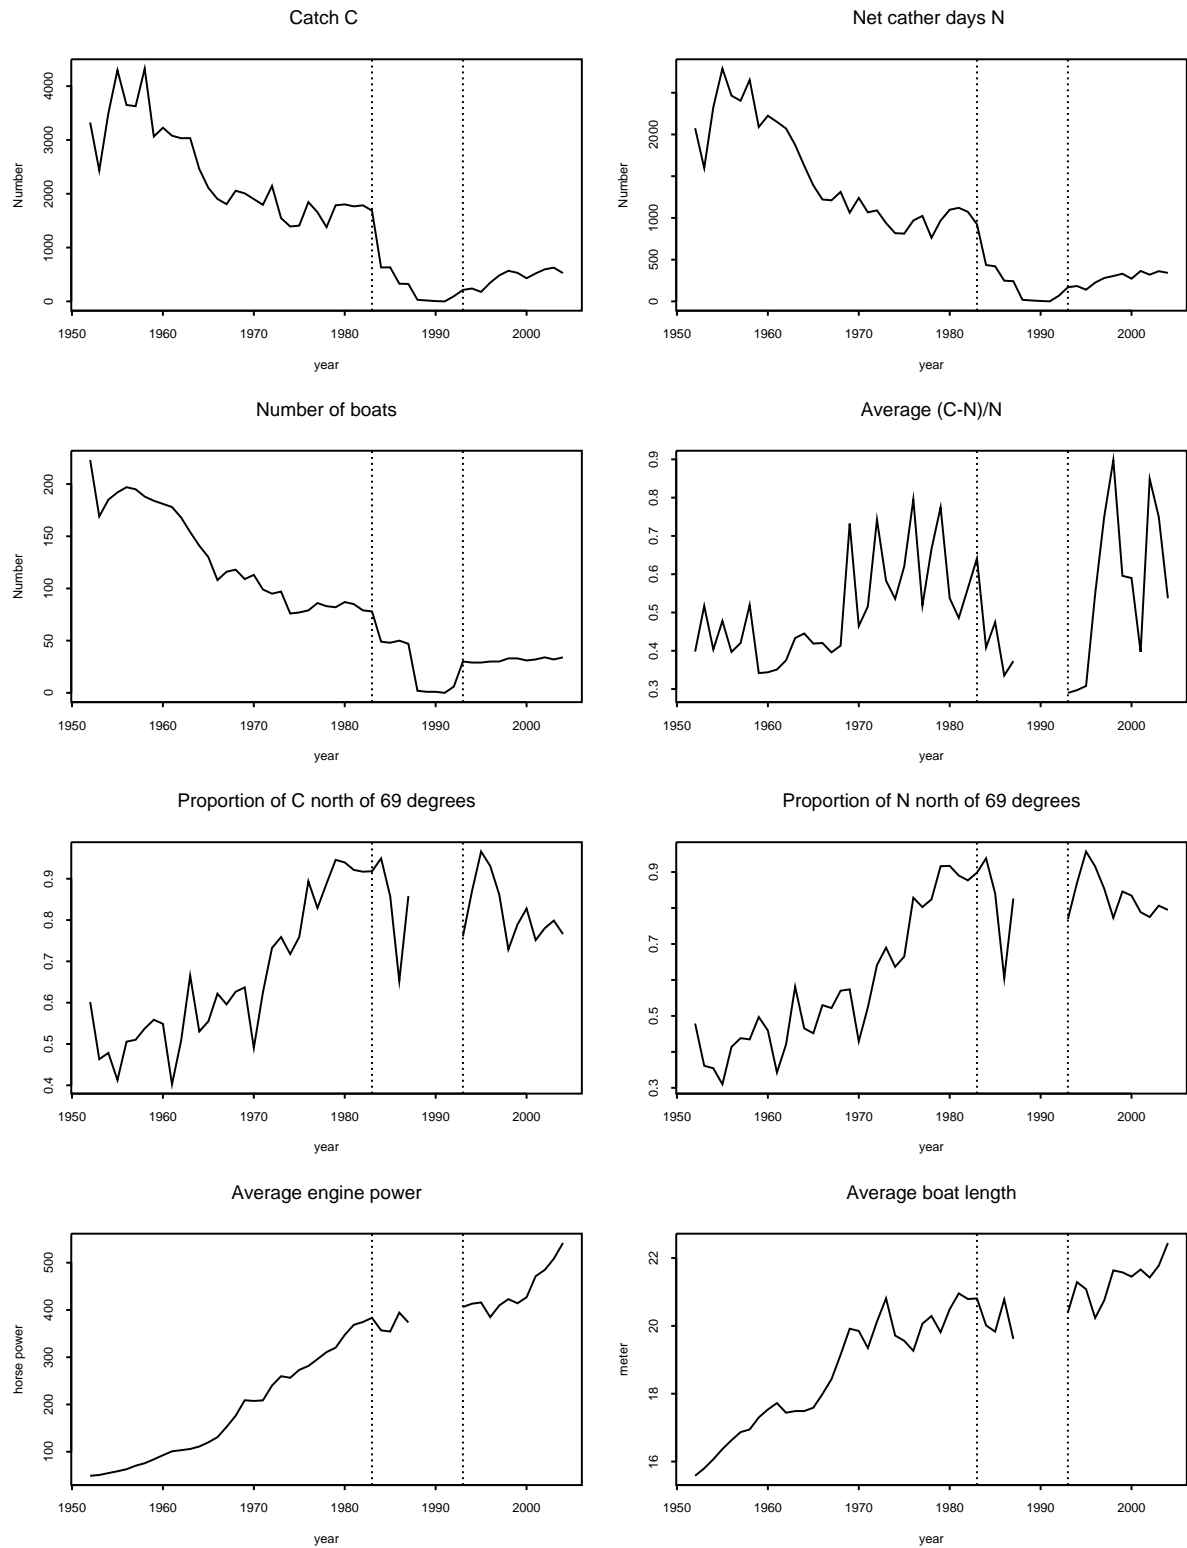 Catch C
Number
0 1000 2000 3000 4000
1950 1960 1970 1980 1990 2000
year
Net cather days N
Number
0 500 1000 2000
1950 1960 1970 1980 1990 2000
year
Number of boats
Number
0 50 100 150 200
1950 1960 1970 1980 1990 2000
year
Average (C-N)/N
0.3 0.4 0.5 0.6 0.7 0.8 0.9
1950 1960 1970 1980 1990 2000
year
Proportion of C north of 69 degrees
0.4 0.5 0.6 0.7 0.8 0.9
1950 1960 1970 1980 1990 2000
year
Proportion of N north of 69 degrees
0.3 0.5 0.7 0.9
1950 1960 1970 1980 1990 2000
year
Average engine power
horse power
100 200 300 400 500
1950 1960 1970 1980 1990 2000
year
Average boat length
meter
16 18 20 22
1950 1960 1970 1980 1990 2000
year